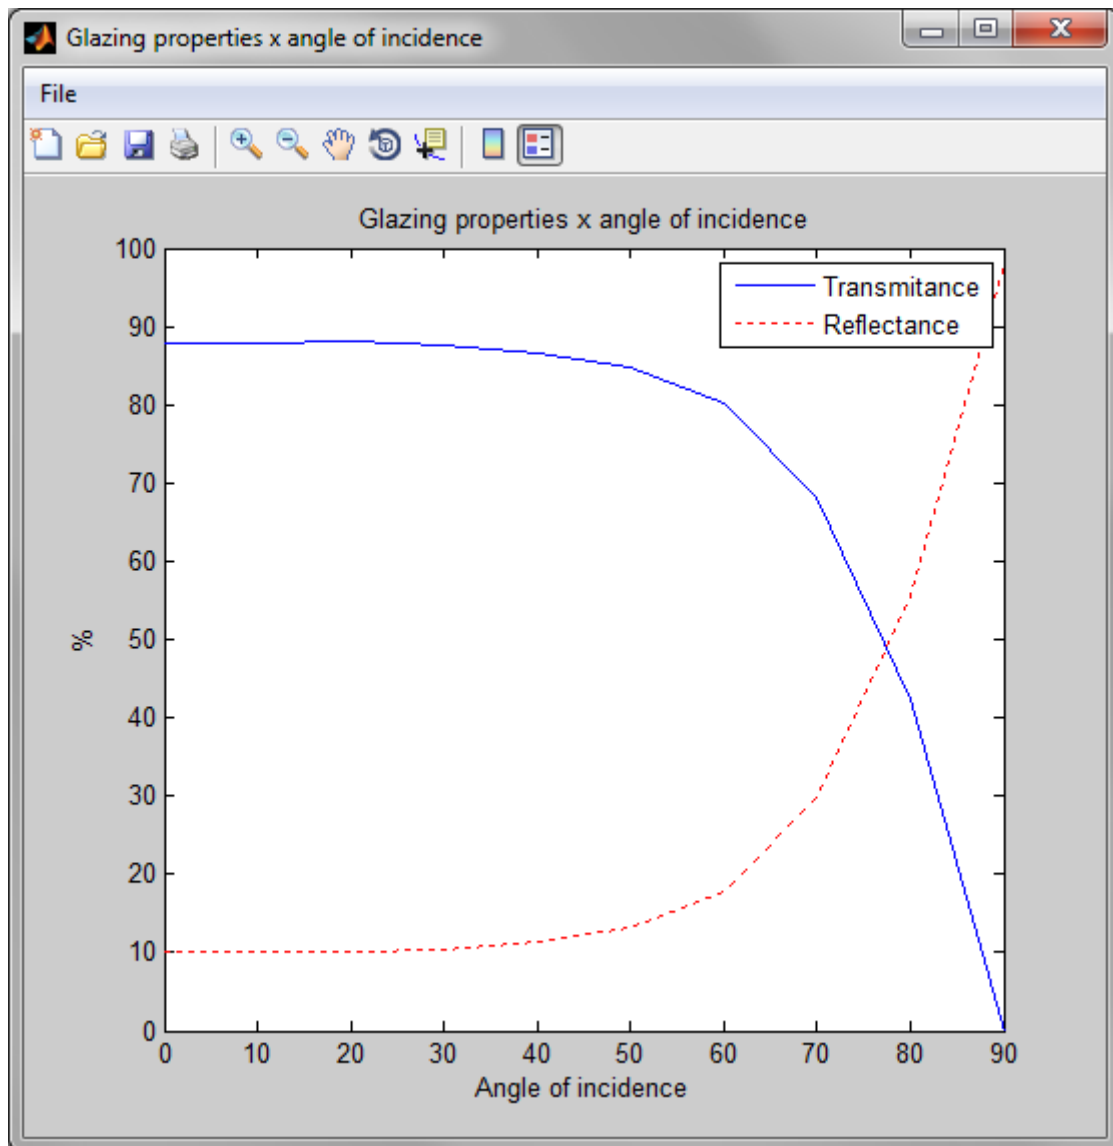 Glazing properties x angle of incidence
File
Glazing properties x angle of incidence
100
90
80
70
60
50
40
30
20
10
0
%
Transmitance
Reflectance
0 10 20 30 40 50 60 70 80 90
Angle of incidence